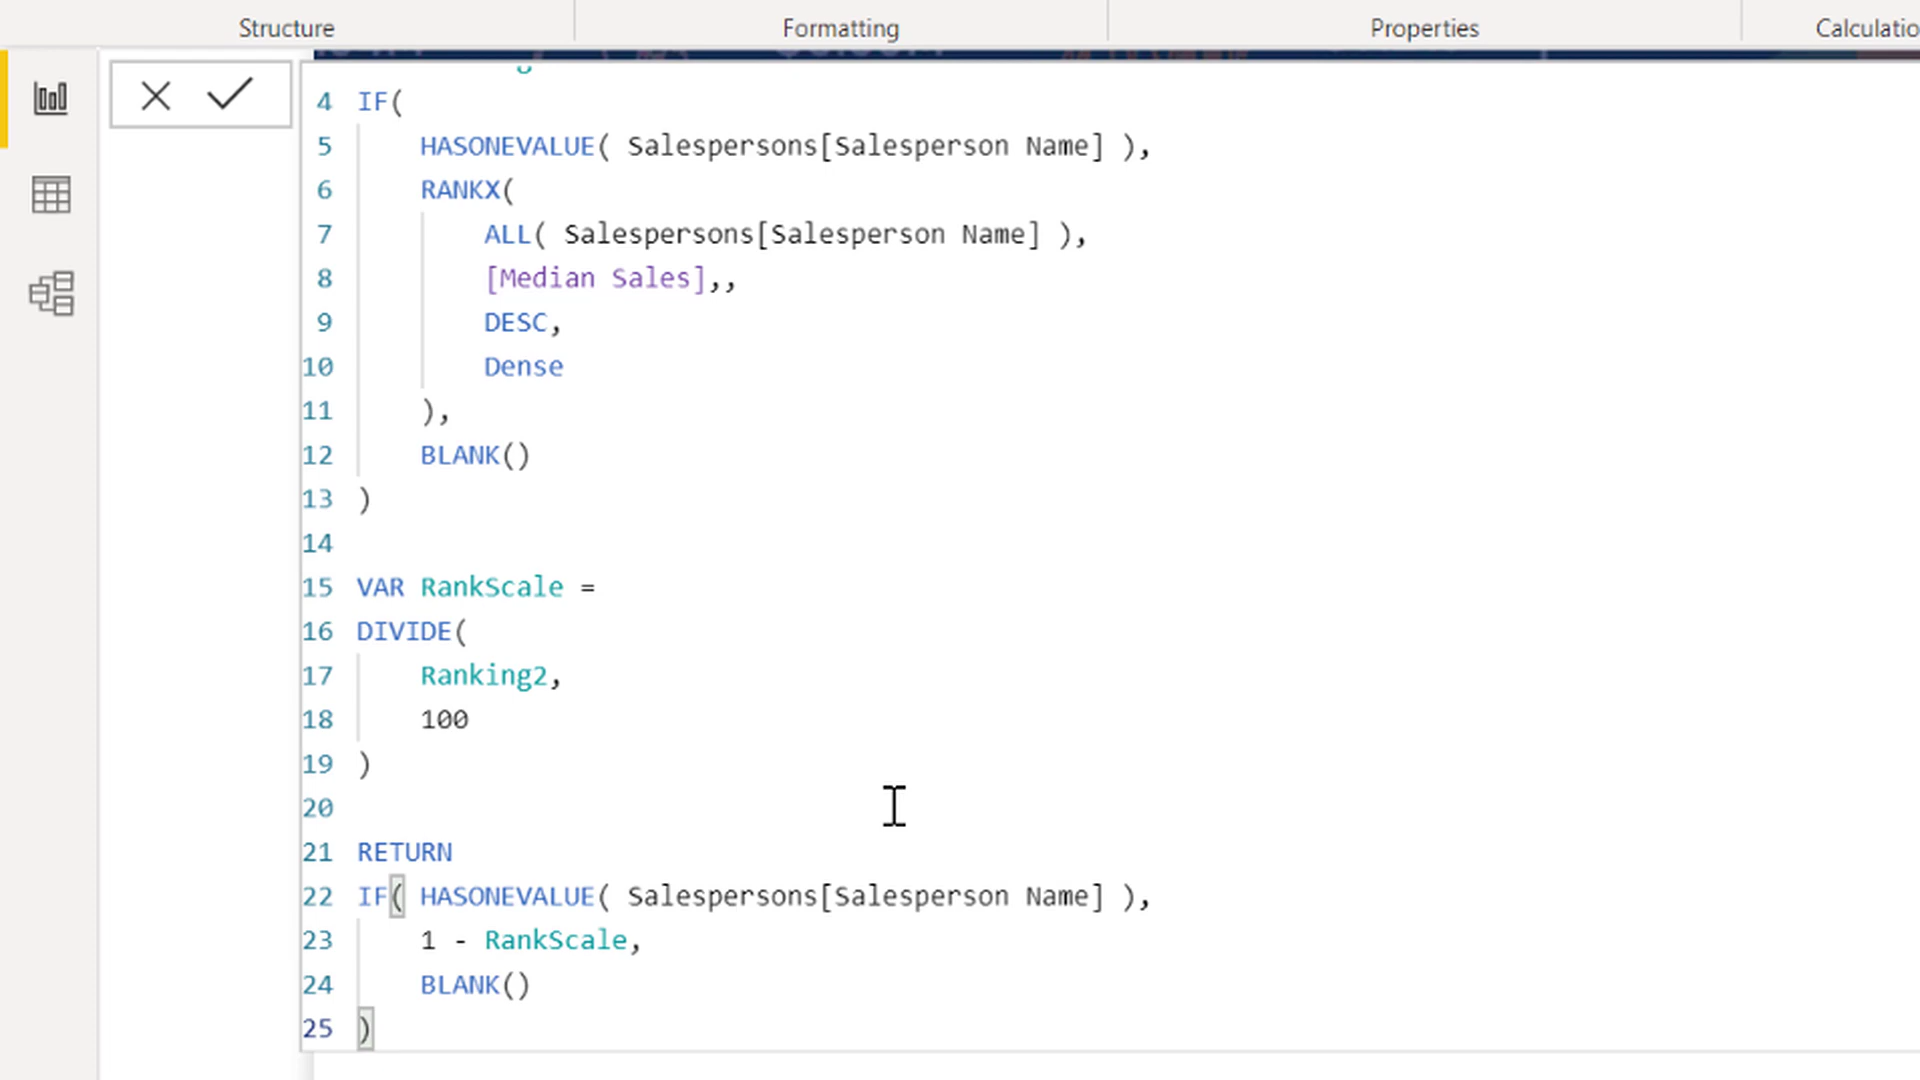 Structure Formatting Properties Calculatio
4 IF(
5 HASONEVALUE( Salespersons[Salesperson Name] ),
6 RANKX(
7 ALL( Salespersons[Salesperson Name] ),
8 [Median Sales],,
9 DESC,
10 Dense
11 ),
12 BLANK()
13 )
14
15 VAR RankScale =
16 DIVIDE(
17 Ranking2,
18 100
19 )
20
21 RETURN
22 IF( HASONEVALUE( Salespersons[Salesperson Name] ),
23 1 - RankScale,
24 BLANK()
25 )